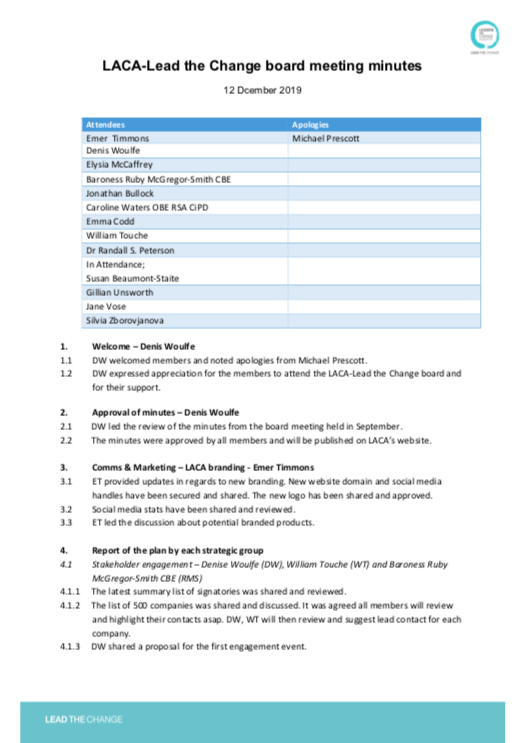 LEAD THE CHANGE
LACA-Lead the Change board meeting minutes
12 Dcember 2019
Attendees Apologies
Emer Timmons Michael Prescott
Denis Woulfe
Elysia McCaffrey
Baroness Ruby McGregor-Smith CBE
Jonathan Bullock
Caroline Waters OBE RSA CiPD
Emma Codd
William Touche
Dr Randall S. Peterson
In Attendance;
Susan Beaumont-Staite
Gillian Unsworth
Jane Vose
Silvia Zborovjanova
1. Welcome – Denis Woulfe
1.1 DW welcomed members and noted apologies from Michael Prescott.
1.2 DW expressed appreciation for the members to attend the LACA-Lead the Change board and
for their support.
2. Approval of minutes – Denis Woulfe
2.1 DW led the review of the minutes from the board meeting held in September.
2.2 The minutes were approved by all members and will be published on LACA's website.
3. Comms & Marketing – LACA branding - Emer Timmons
3.1 ET provided updates in regards to new branding. New website domain and social media
handles have been secured and shared. The new logo has been shared and approved.
3.2 Social media stats have been shared and reviewed.
3.3 ET led the discussion about potential branded products.
4. Report of the plan by each strategic group
4.1 Stakeholder engagement – Denise Woulfe (DW), William Touche (WT) and Baroness Ruby
McGregor-Smith CBE (RMS)
4.1.1 The latest summary list of signatories was shared and reviewed.
4.1.2 The list of 500 companies was shared and discussed. It was agreed all members will review
and highlight their contacts asap. DW, WT will then review and suggest lead contact for each
company.
4.1.3 DW shared a proposal for the first engagement event.
LEAD THE CHANGE